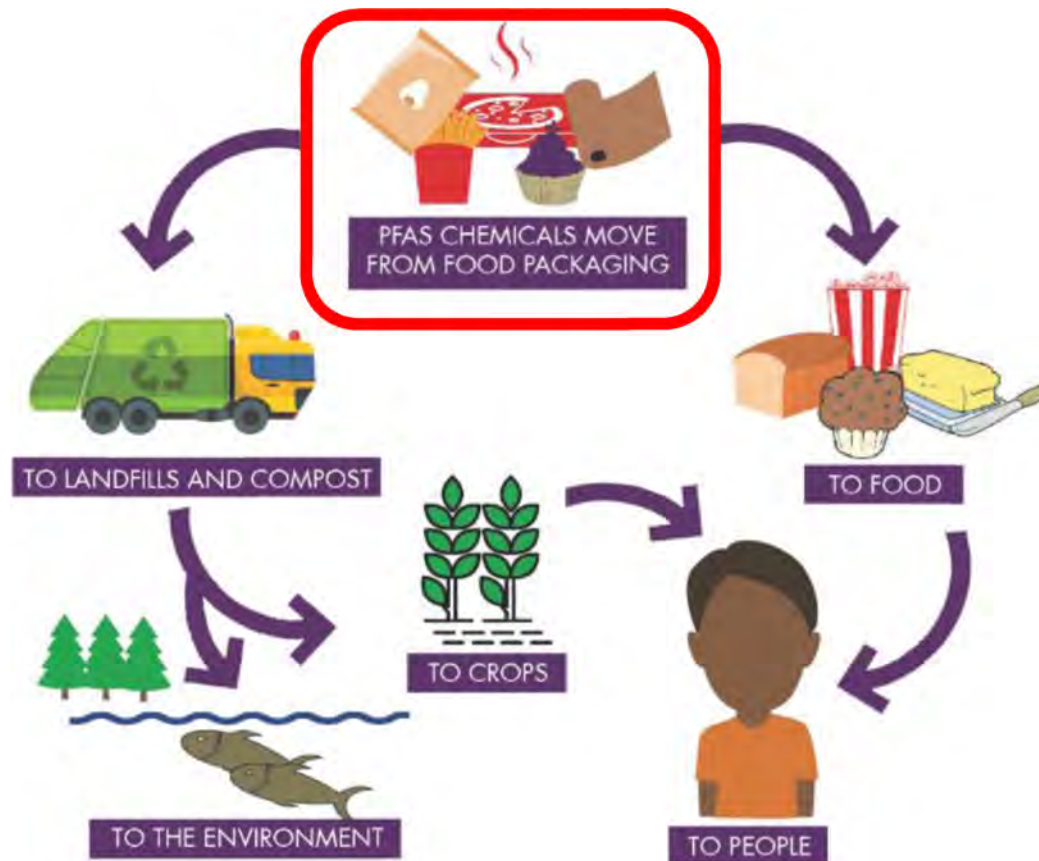 PFAS CHEMICALS MOVE
FROM FOOD PACKAGING
TO LANDFILLS AND COMPOST
TO FOOD
TO CROPS
TO THE ENVIRONMENT
TO PEOPLE